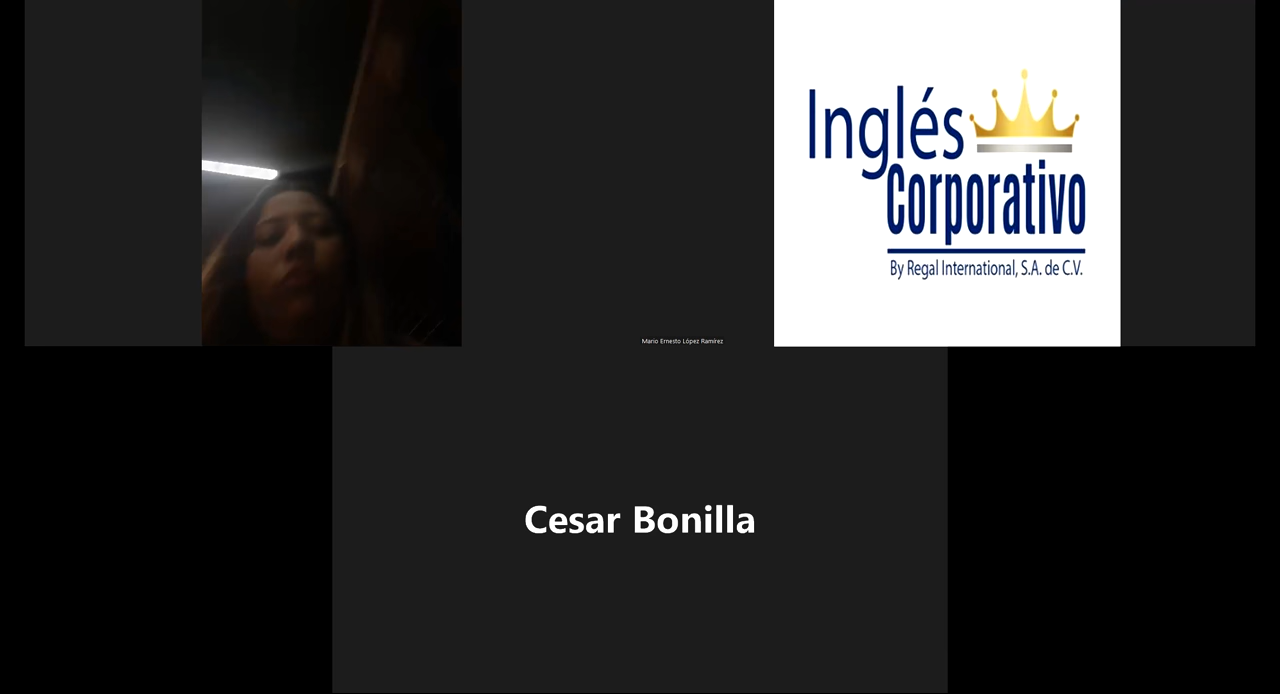 Inglés
Corporativo
By Regal International, S.A. de C.V.
Mario Ernesto López Ramírez
Cesar Bonilla